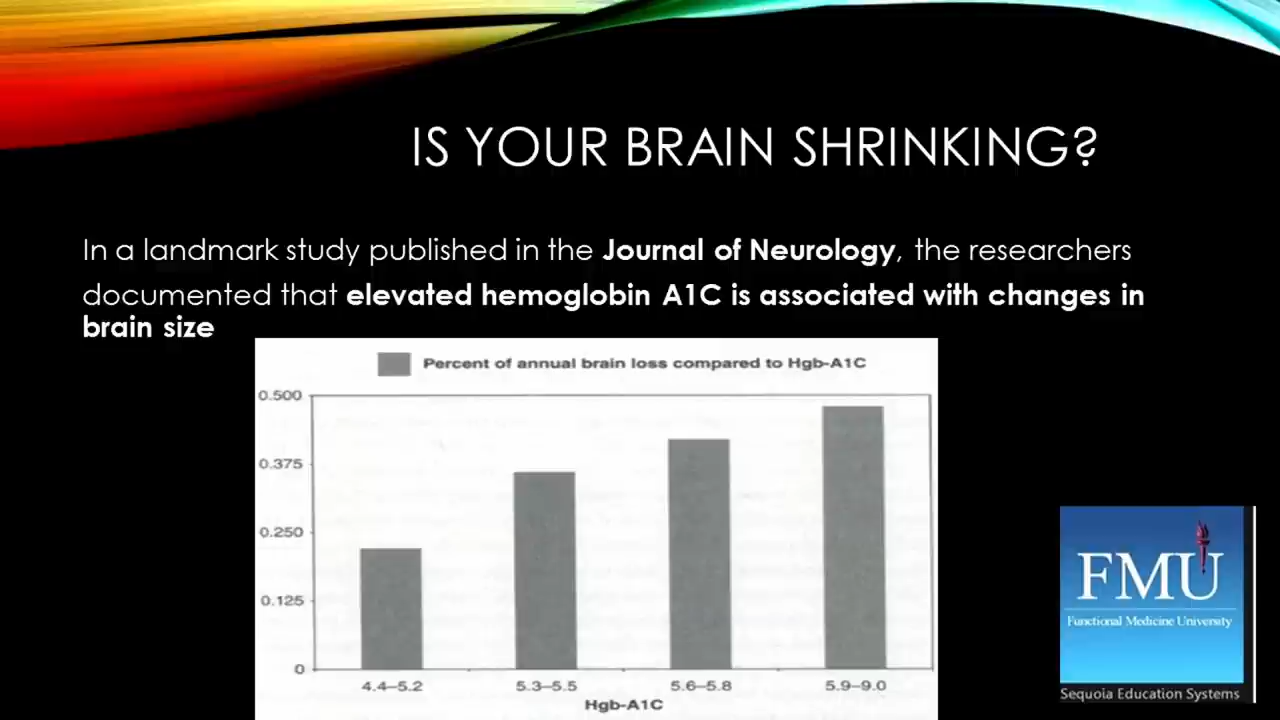 IS YOUR BRAIN SHRINKING?
In a landmark study published in the Journal of Neurology, the researchers
documented that elevated hemoglobin A1C is associated with changes in
brain size
Percent of annual brain loss compared to Hgb-A1C
0.500
0.375
0.250
0.125
0
4.4–5.2 5.3–5.5 5.6–5.8 5.9–9.0
Hgb-A1C
FMU
Functional Medicine University
Sequoia Education Systems